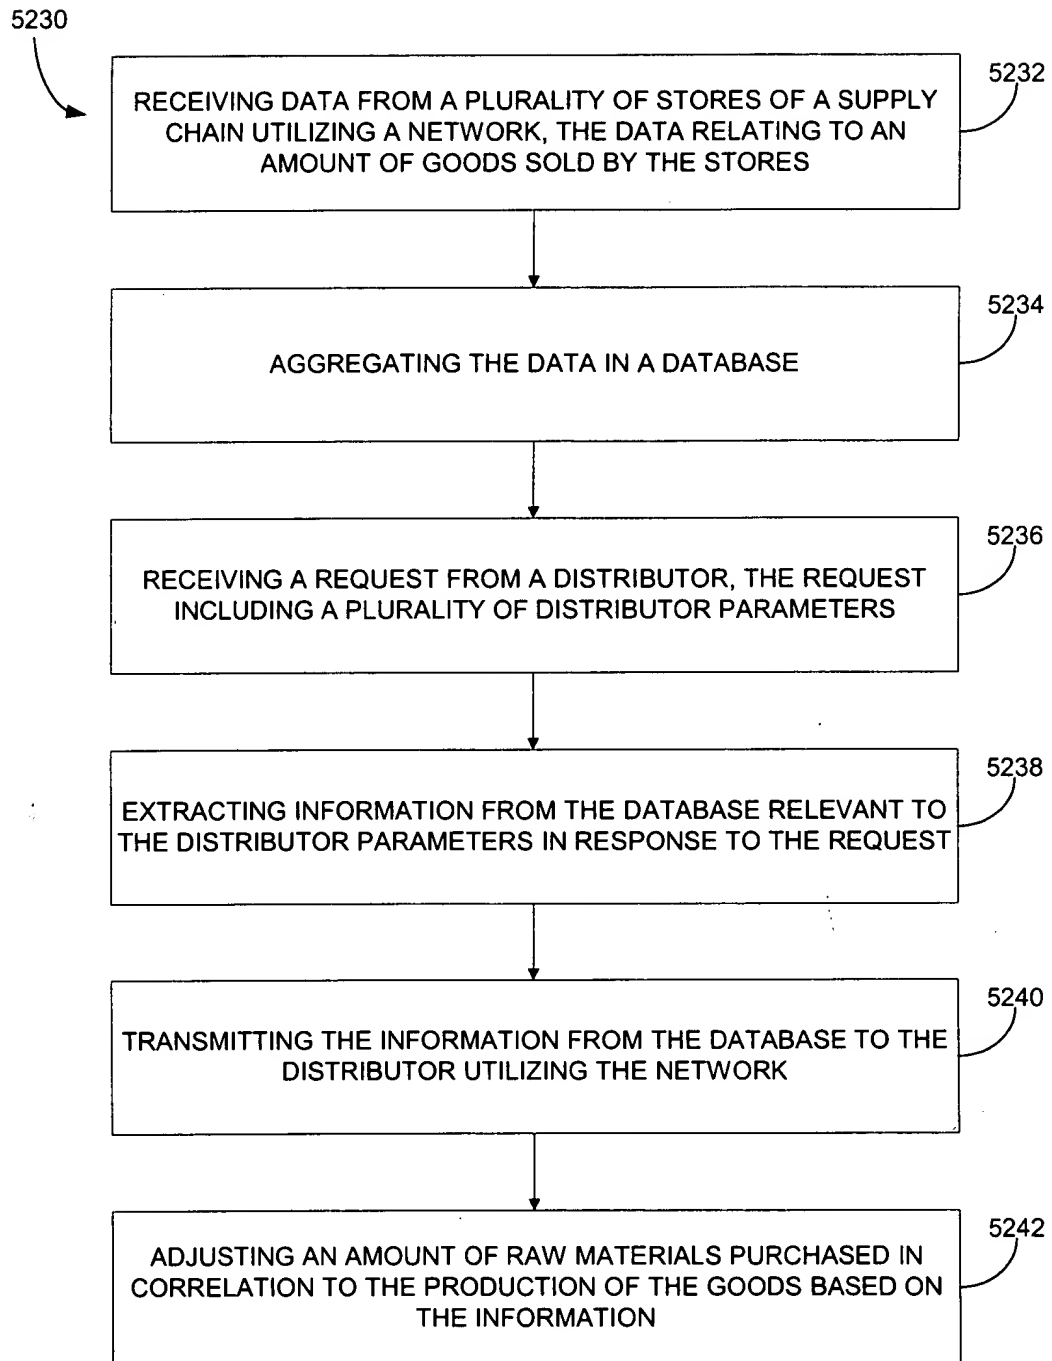 5230
5232
RECEIVING DATA FROM A PLURALITY OF STORES OF A SUPPLY
CHAIN UTILIZING A NETWORK, THE DATA RELATING TO AN
AMOUNT OF GOODS SOLD BY THE STORES
5234
AGGREGATING THE DATA IN A DATABASE
5236
RECEIVING A REQUEST FROM A DISTRIBUTOR, THE REQUEST
INCLUDING A PLURALITY OF DISTRIBUTOR PARAMETERS
5238
EXTRACTING INFORMATION FROM THE DATABASE RELEVANT TO
THE DISTRIBUTOR PARAMETERS IN RESPONSE TO THE REQUEST
5240
TRANSMITTING THE INFORMATION FROM THE DATABASE TO THE
DISTRIBUTOR UTILIZING THE NETWORK
5242
ADJUSTING AN AMOUNT OF RAW MATERIALS PURCHASED IN
CORRELATION TO THE PRODUCTION OF THE GOODS BASED ON
THE INFORMATION